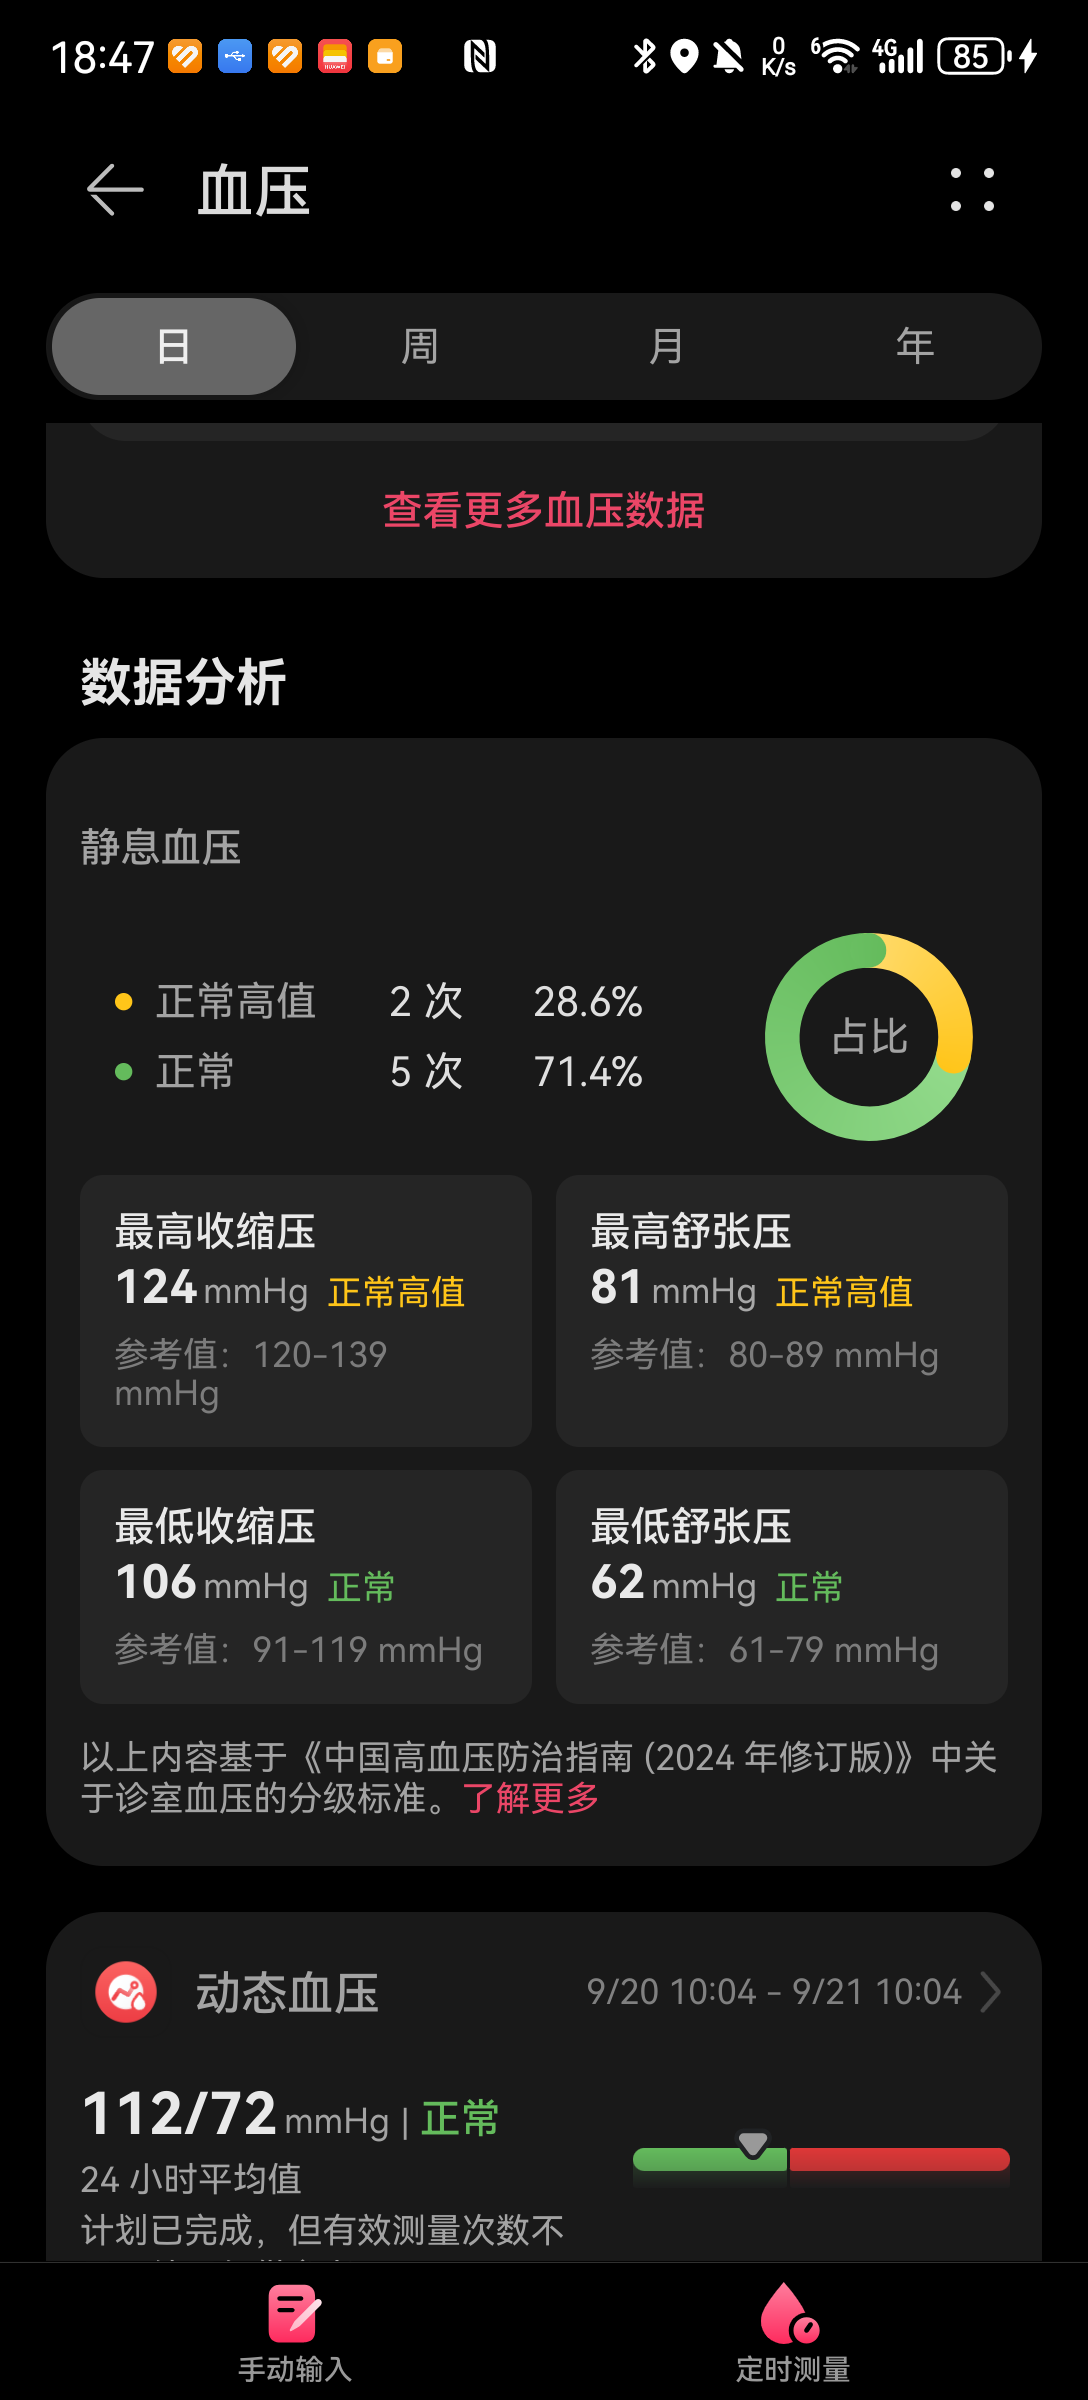 18:47
0 K/s
6
4G
85
血压
日 周 月 年
查看更多血压数据
数据分析
静息血压
正常高值 2 次 28.6%
正常 5 次 71.4%
占比
最高收缩压
124 mmHg 正常高值
参考值：120-139
mmHg
最高舒张压
81 mmHg 正常高值
参考值：80-89 mmHg
最低收缩压
106 mmHg 正常
参考值：91-119 mmHg
最低舒张压
62 mmHg 正常
参考值：61-79 mmHg
以上内容基于《中国高血压防治指南 (2024 年修订版)》中关
于诊室血压的分级标准。了解更多
动态血压 9/20 10:04 - 9/21 10:04
112/72 mmHg | 正常
24 小时平均值
计划已完成，但有效测量次数不
手动输入 定时测量